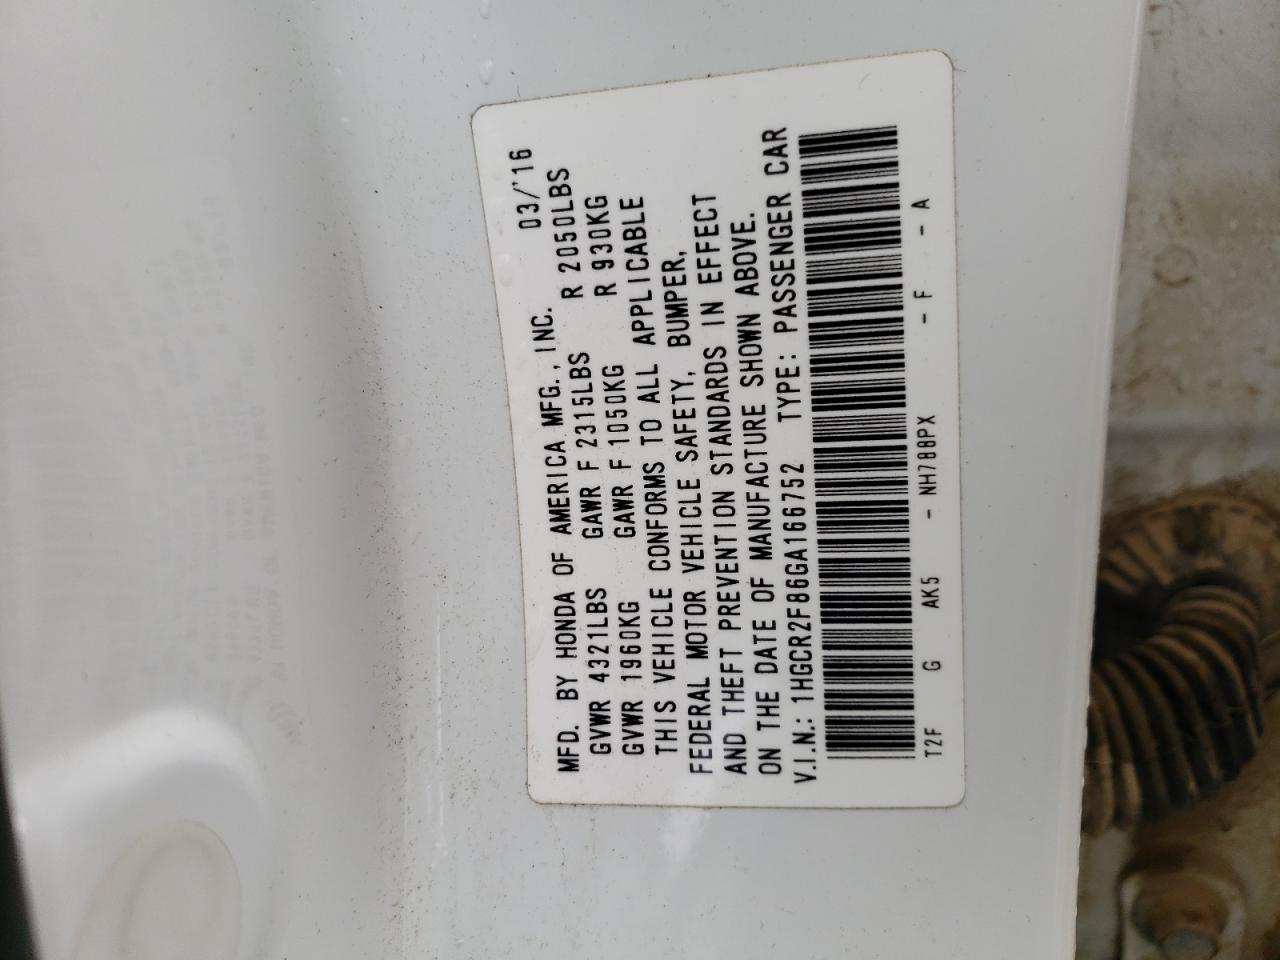 MFD. BY HONDA OF AMERICA MFG., INC. 03/'16
GVWR 4321LBS GAWR F 2315LBS R 2050LBS
GVWR 1960KG GAWR F 1050KG R 930KG
THIS VEHICLE CONFORMS TO ALL APPLICABLE
FEDERAL MOTOR VEHICLE SAFETY, BUMPER,
AND THEFT PREVENTION STANDARDS IN EFFECT
ON THE DATE OF MANUFACTURE SHOWN ABOVE.
V.I.N.: 1HGCR2F86GA166752 TYPE: PASSENGER CAR
T2F G AK5 - NH788PX - F - A